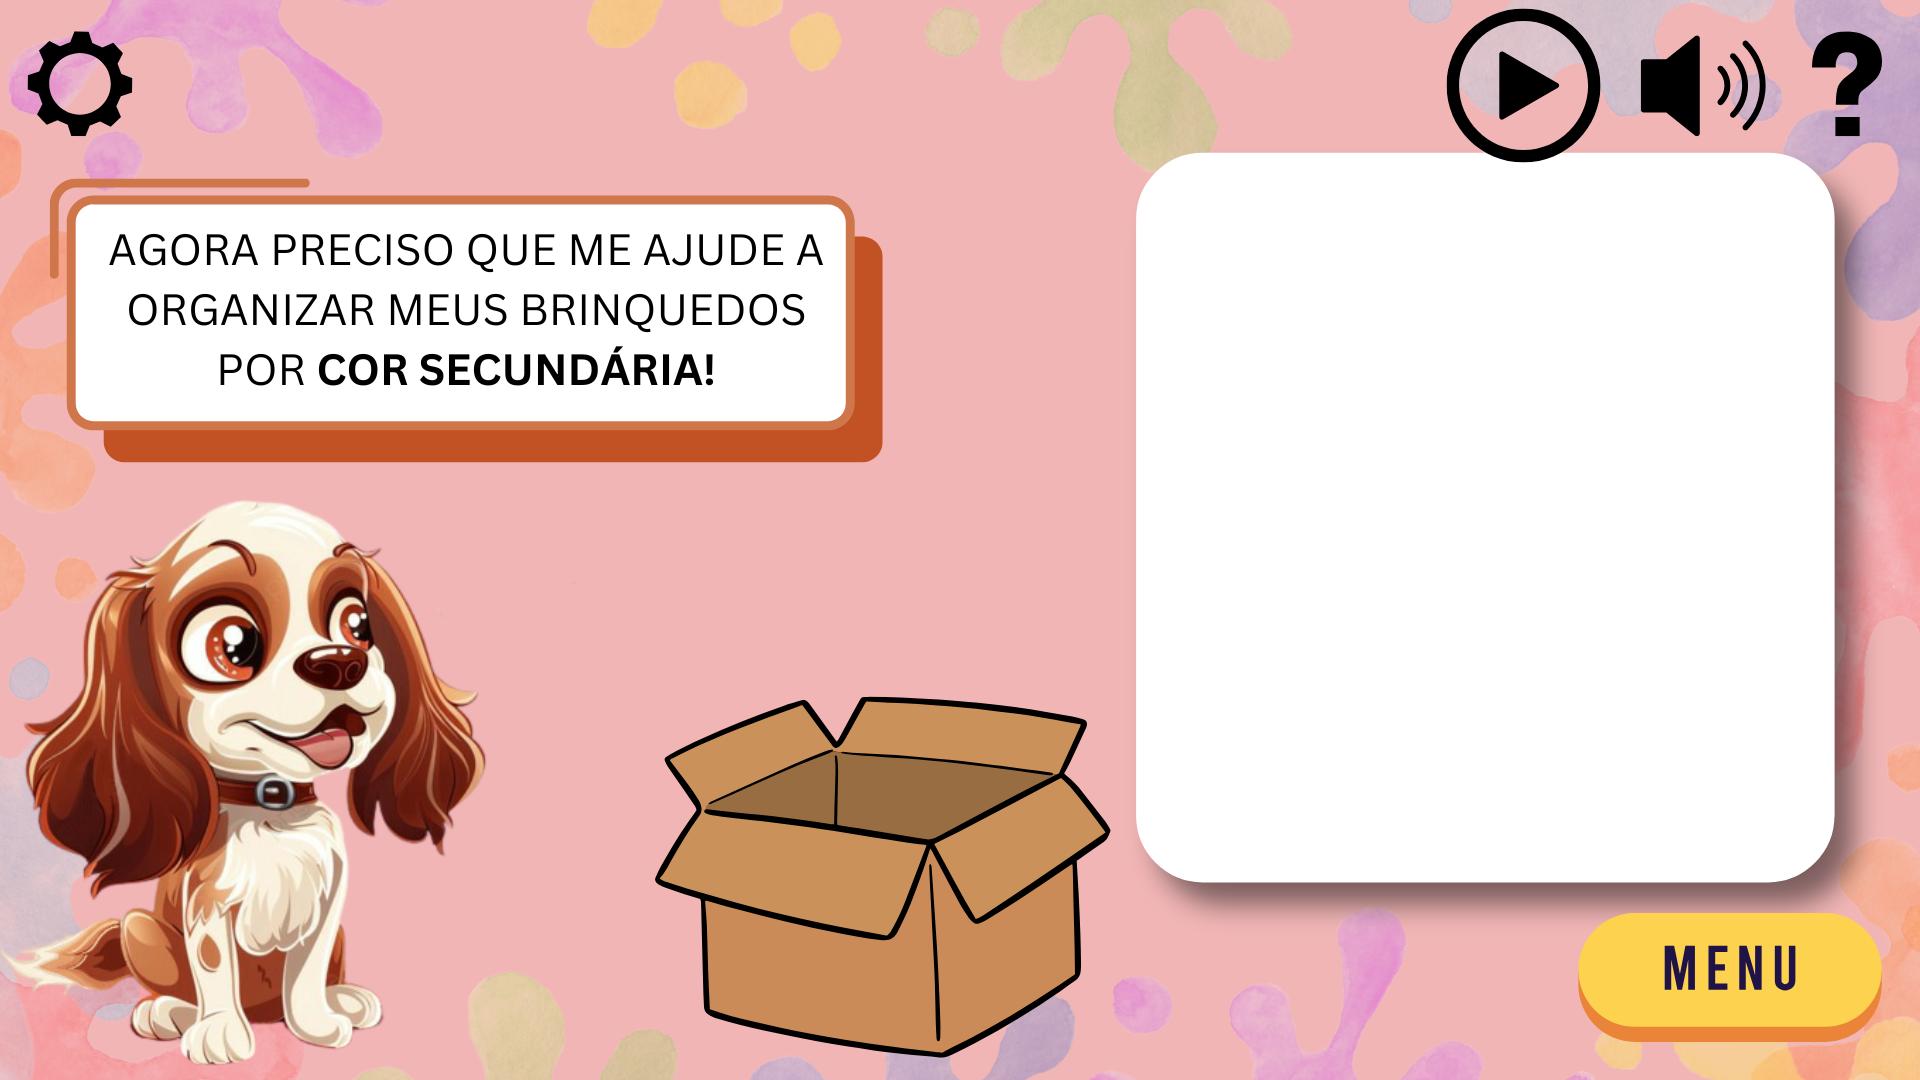 ?
AGORA PRECISO QUE ME AJUDE A
ORGANIZAR MEUS BRINQUEDOS
POR COR SECUNDÁRIA!
MENU